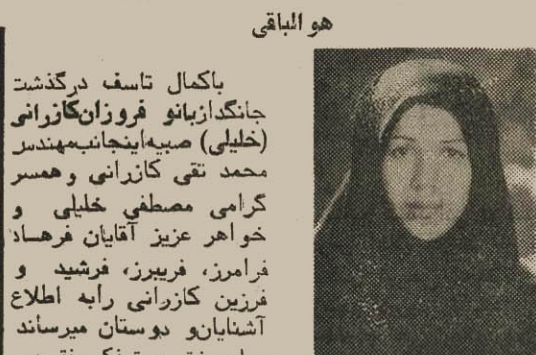 هو الباقی
باکمال تاسف درگذشت
جانگدازبانو فروزان‌کازرانی
(خلیلی) صبیه‌اینجانب‌مهندس
محمد تقی کازرانی وهمسر
گرامی مصطفی خلیلی و
خواهر عزیز آقایان فرهاد
فرامرز، فریبرز، فرشید و
فرزین کازرانی رابه اطلاع
آشنایان‌و دوستان میرساند